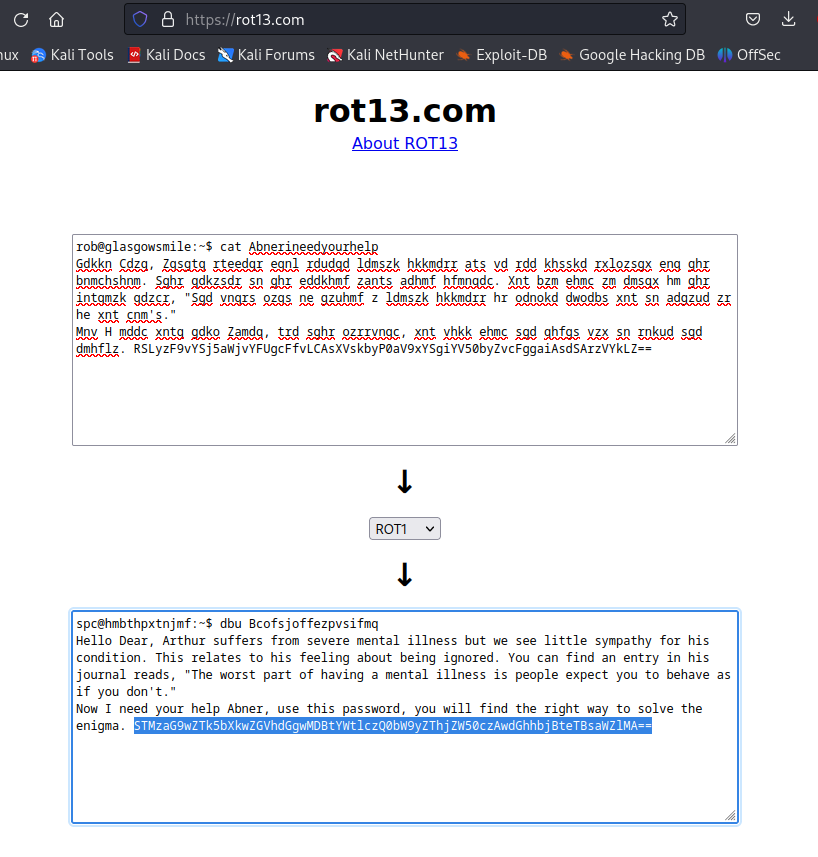 https://rot13.com
nux Kali Tools Kali Docs Kali Forums Kali NetHunter Exploit-DB Google Hacking DB OffSec
rot13.com
About ROT13
rob@glasgowsmile:~$ cat Abnerineedyourhelp
Gdkkn Cdzq, Zqsgtq rteedqr eqnl rdudqd ldmszk hkkmdrr ats vd rdd khsskd rxlozsgx enq ghr
bnmchshnm. Sghr qdkzsdr sn ghr eddkhmf zants adhmf hfmnqdc. Xnt bzm ehmc zm dmsqx hm ghr
intqmzk qdzcr, "Sgd vnqrs ozqs ne gzuhmf z ldmszk hkkmdrr hr odnokd dwodbs xnt sn adgzud zr
he xnt cnm's."
Mnv H mddc xntq gdko Zamdq, trd sghr ozrrvnqc, xnt vhkk ehmc sgd qhfgs vzx sn rnkud sgd
dmhflz. RSLyzF9vYSj5aWjvYFUgcFfvLCAsXVskbyP0aV9xYSgiYV50byZvcFggaiAsdSArzVYkLZ==
↓
ROT1
↓
spc@hmbthpxtnjmf:~$ dbu Bcofsjoffezpvsifmq
Hello Dear, Arthur suffers from severe mental illness but we see little sympathy for his
condition. This relates to his feeling about being ignored. You can find an entry in his
journal reads, "The worst part of having a mental illness is people expect you to behave as
if you don't."
Now I need your help Abner, use this password, you will find the right way to solve the
enigma. STMzaG9wZTk5bXkwZGVhdGgwMDBtYWtlczQ0bW9yZThjZW50czAwdGhhbjBteTBsaWZlMA==